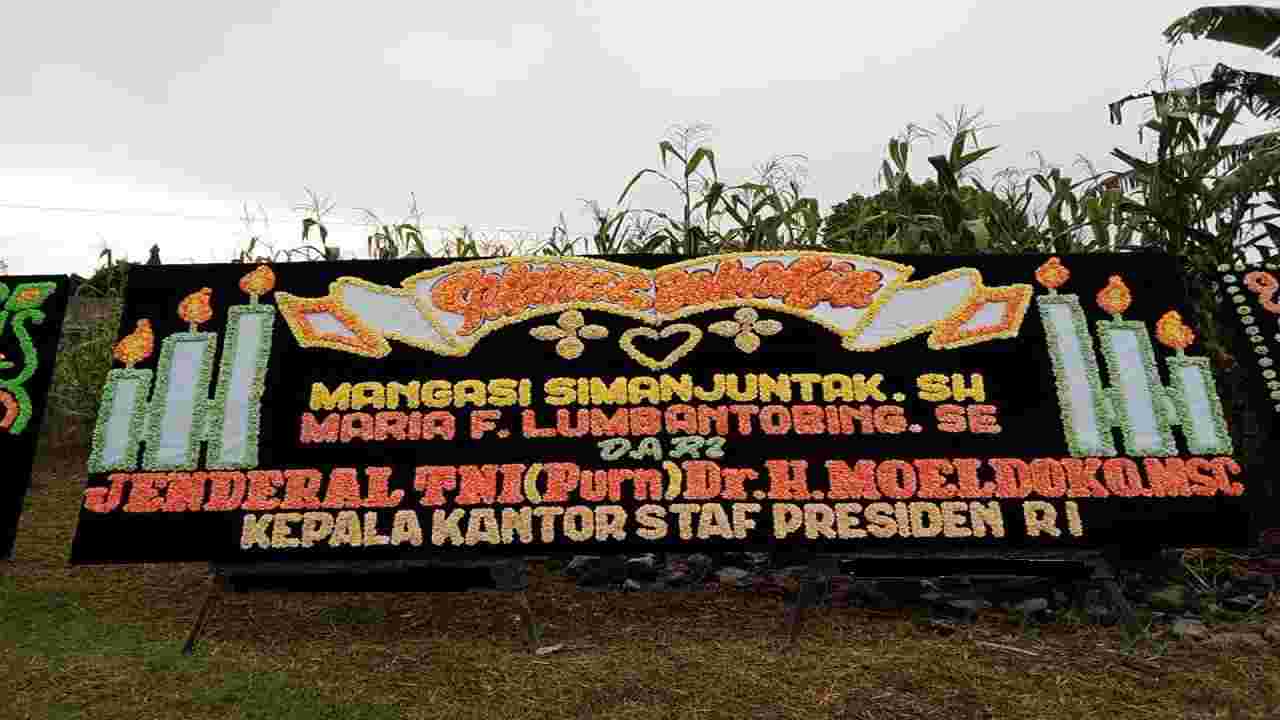 MANGASI SIMANJUNTAK. SH
MARIA F. LUMBANTOBING. SE
DARI
JENDERAL TNI (Purn) Dr. H. MOELDOKO.MSC
KEPALA KANTOR STAF PRESIDEN RI